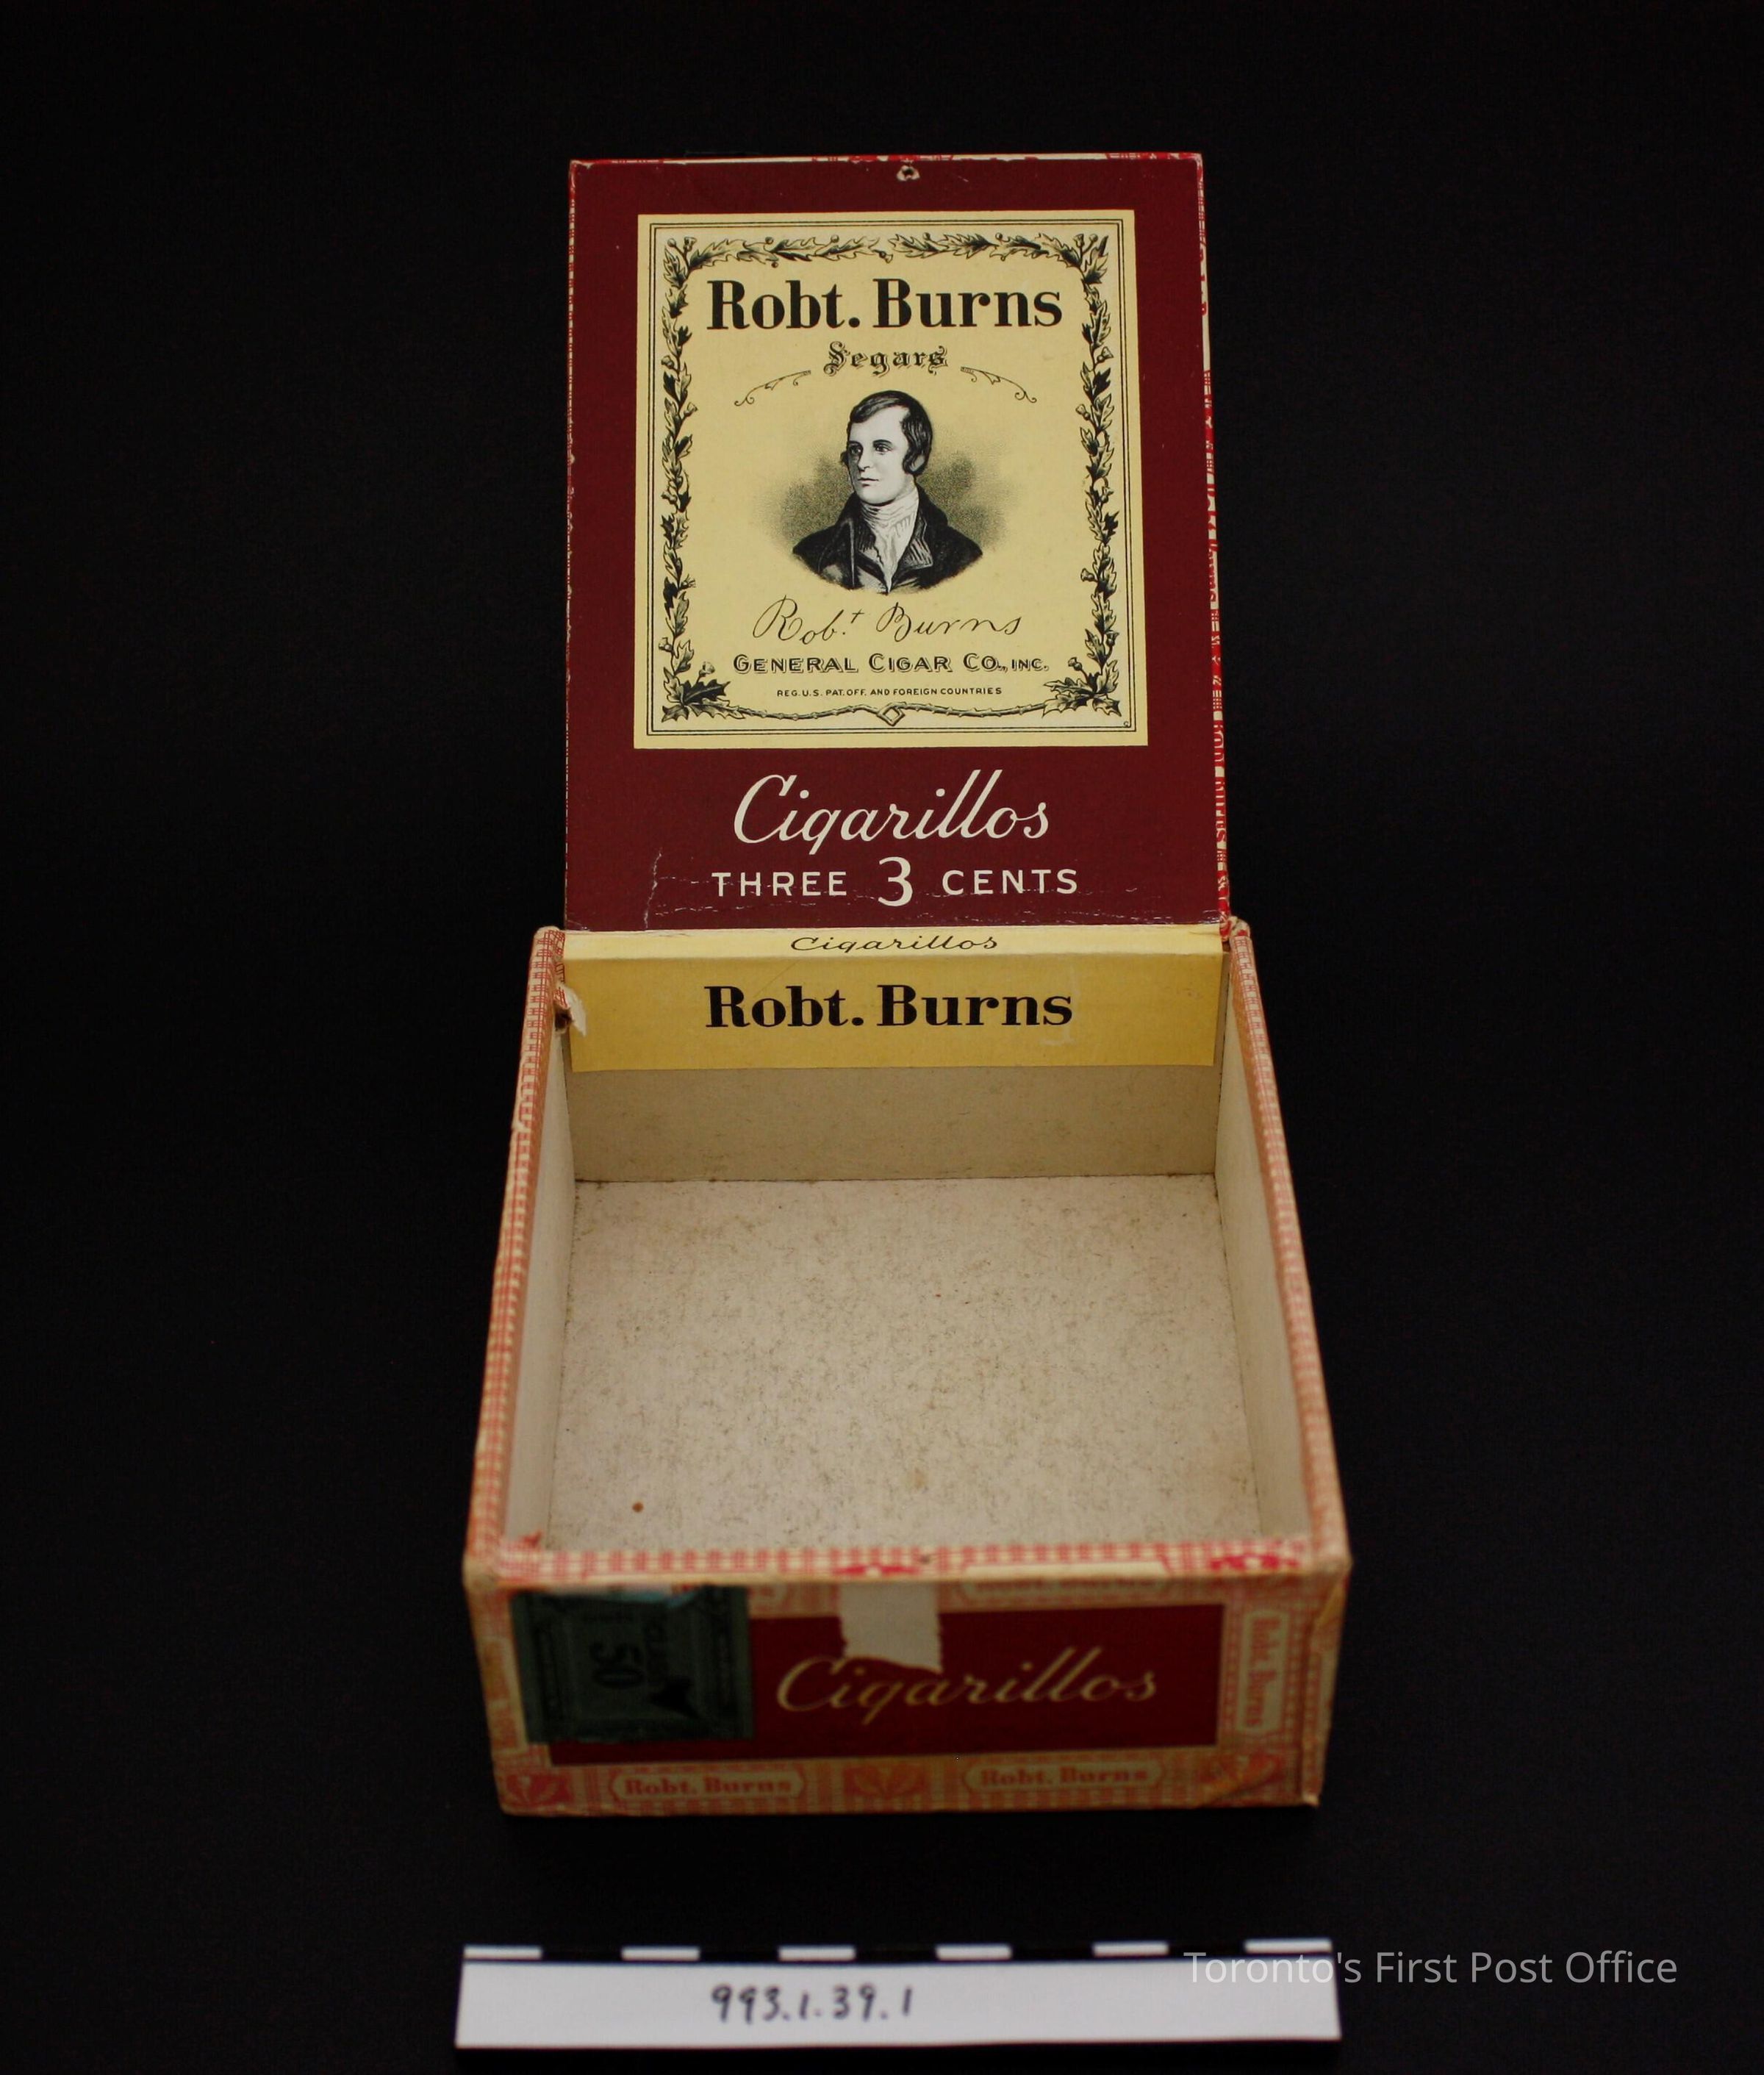 Robt. Burns
Segars
Robt Burns
GENERAL CIGAR CO., INC.
REG. U.S. PAT. OFF. AND FOREIGN COUNTRIES
Cigarillos
THREE 3 CENTS
Cigarillos
Robt. Burns
50
CIGARS
Cigarillos
Robt. Burns
Robt. Burns
Robt. Burns
993.1.39.1
Toronto's First Post Office